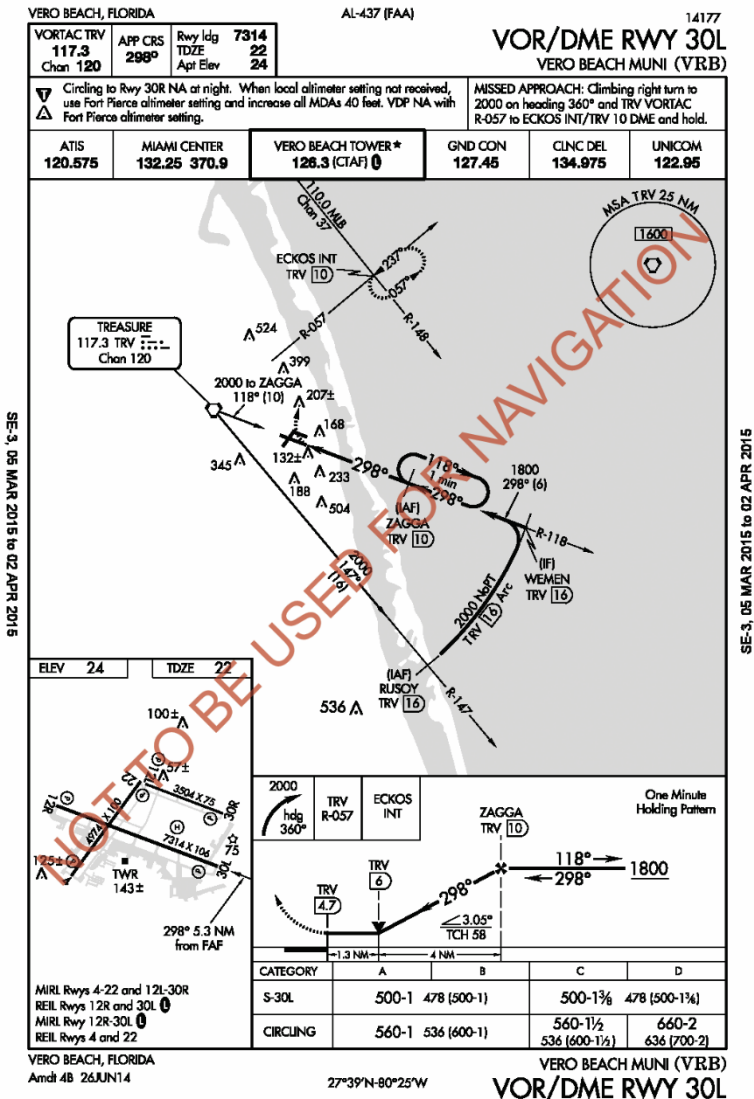 VERO BEACH, FLORIDA
AL-437 (FAA)
14177
VORTAC TRV
117.3
Chan 120
APP CRS
298°
Rwy ldg 7314
TDZE 22
Apt Elev 24
VOR/DME RWY 30L
VERO BEACH MUNI (VRB)
T
A
Circling to Rwy 30R NA at night. When local altimeter setting not received,
use Fort Pierce altimeter setting and increase all MDAs 40 feet. VDP NA with
Fort Pierce altimeter setting.
MISSED APPROACH: Climbing right turn to
2000 on heading 360° and TRV VORTAC
R-057 to ECKOS INT/TRV 10 DME and hold.
ATIS
120.575
MIAMI CENTER
132.25 370.9
VERO BEACH TOWER★
126.3 (CTAF) L
GND CON
127.45
CLNC DEL
134.975
UNICOM
122.95
110.0 MLB
Chan 37
MSA TRV 25 NM
1600
ECKOS INT
TRV 10
237°
057°
R-057
R-148
TREASURE
117.3 TRV
Chan 120
524
399
2000 to ZAGGA
118° (10)
207±
168
132±
345
233
188
504
298°
118°
1 min
298°
(IAF)
ZAGGA
TRV 10
1800
298° (6)
R-118
(IF)
WEMEN
TRV 16
2000 NoPT
TRV 16 Arc
2000
147°
(16)
(IAF)
RUSOY
TRV 16
R-147
536
NOT TO BE USED FOR NAVIGATION
SE-3, 05 MAR 2015 to 02 APR 2015
SE-3, 05 MAR 2015 to 02 APR 2015
ELEV 24
TDZE 22
100±
57±
22
12L
12R
3504 X 75
30R
4974 X 100
7314 X 106
30L
75
125±
4
TWR
143±
298° 5.3 NM
from FAF
MIRL Rwys 4-22 and 12L-30R
REIL Rwys 12R and 30L L
MIRL Rwy 12R-30L L
REIL Rwys 4 and 22
2000
hdg
360°
TRV
R-057
ECKOS
INT
ZAGGA
TRV 10
One Minute
Holding Pattern
TRV
4.7
TRV
6
298°
118°
298°
1800
3.05°
TCH 58
1.3 NM
4 NM
CATEGORY A B C D
S-30L 500-1 478 (500-1) 500-1⅜ 478 (500-1⅜)
CIRCLING 560-1 536 (600-1) 560-1½ 536 (600-1½) 660-2 636 (700-2)
VERO BEACH, FLORIDA
Amdt 4B 26JUN14
27°39'N-80°25'W
VERO BEACH MUNI (VRB)
VOR/DME RWY 30L